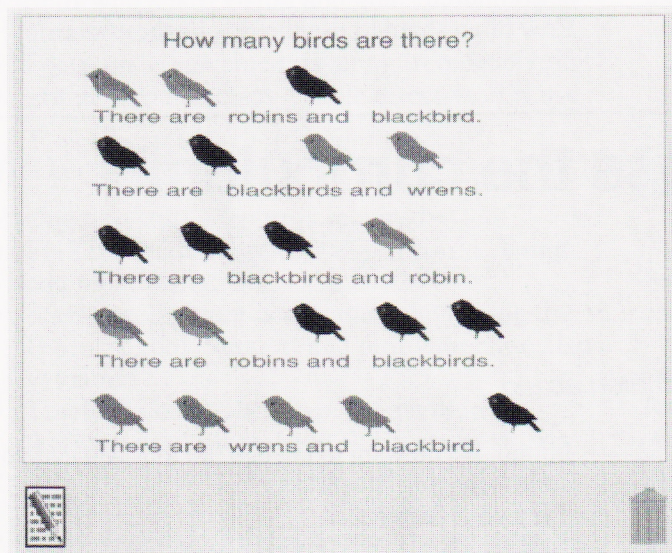 How many birds are there?
There are robins and blackbird.
There are blackbirds and wrens.
There are blackbirds and robin.
There are robins and blackbirds.
There are wrens and blackbird.